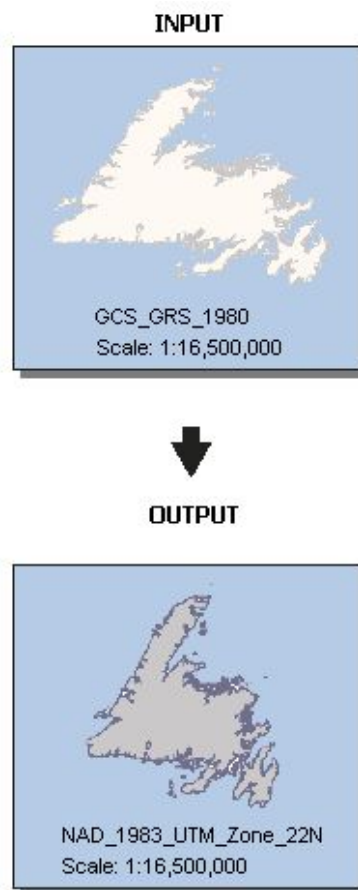 INPUT
GCS_GRS_1980
Scale: 1:16,500,000
OUTPUT
NAD_1983_UTM_Zone_22N
Scale: 1:16,500,000